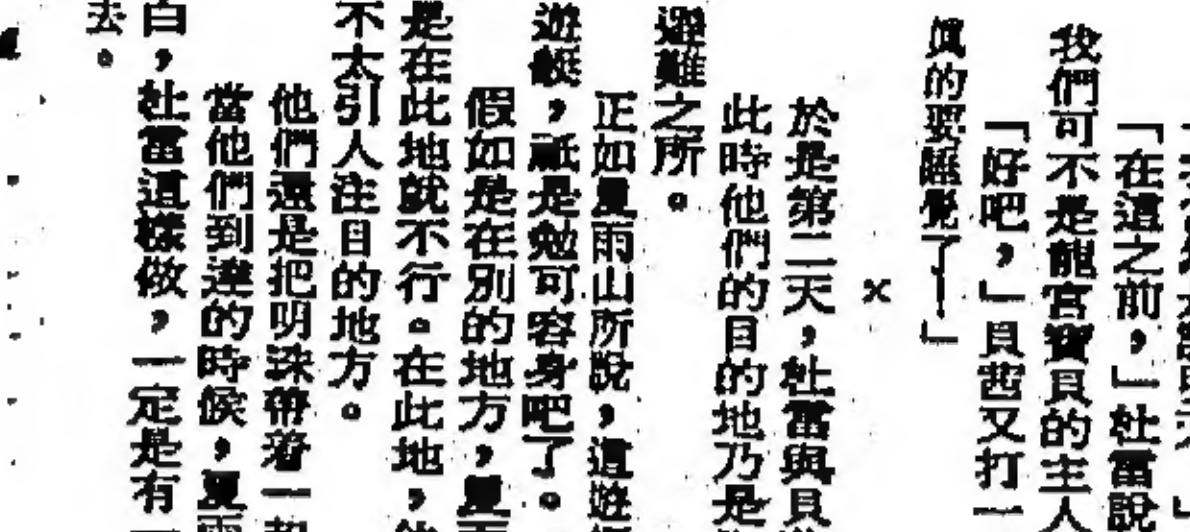 「在這之前，」杜雷說
我們可不是龍宮寶貝的主人
「好吧，」貝茜又打一
真的要睡覺了！」
×
於是第二天，杜雷與貝
此時他們的目的地乃是
避難之所。
正如夏雨山所說，這遊
遊艇，祗是勉可容身吧了。
假如是在別的地方，夏
是在此地就不行。在此地，
不太引人注目的地方。
他們還是把明珠帶着一起
當他們到達的時候，夏雨
白，杜雷這樣做，一定是有一
去。